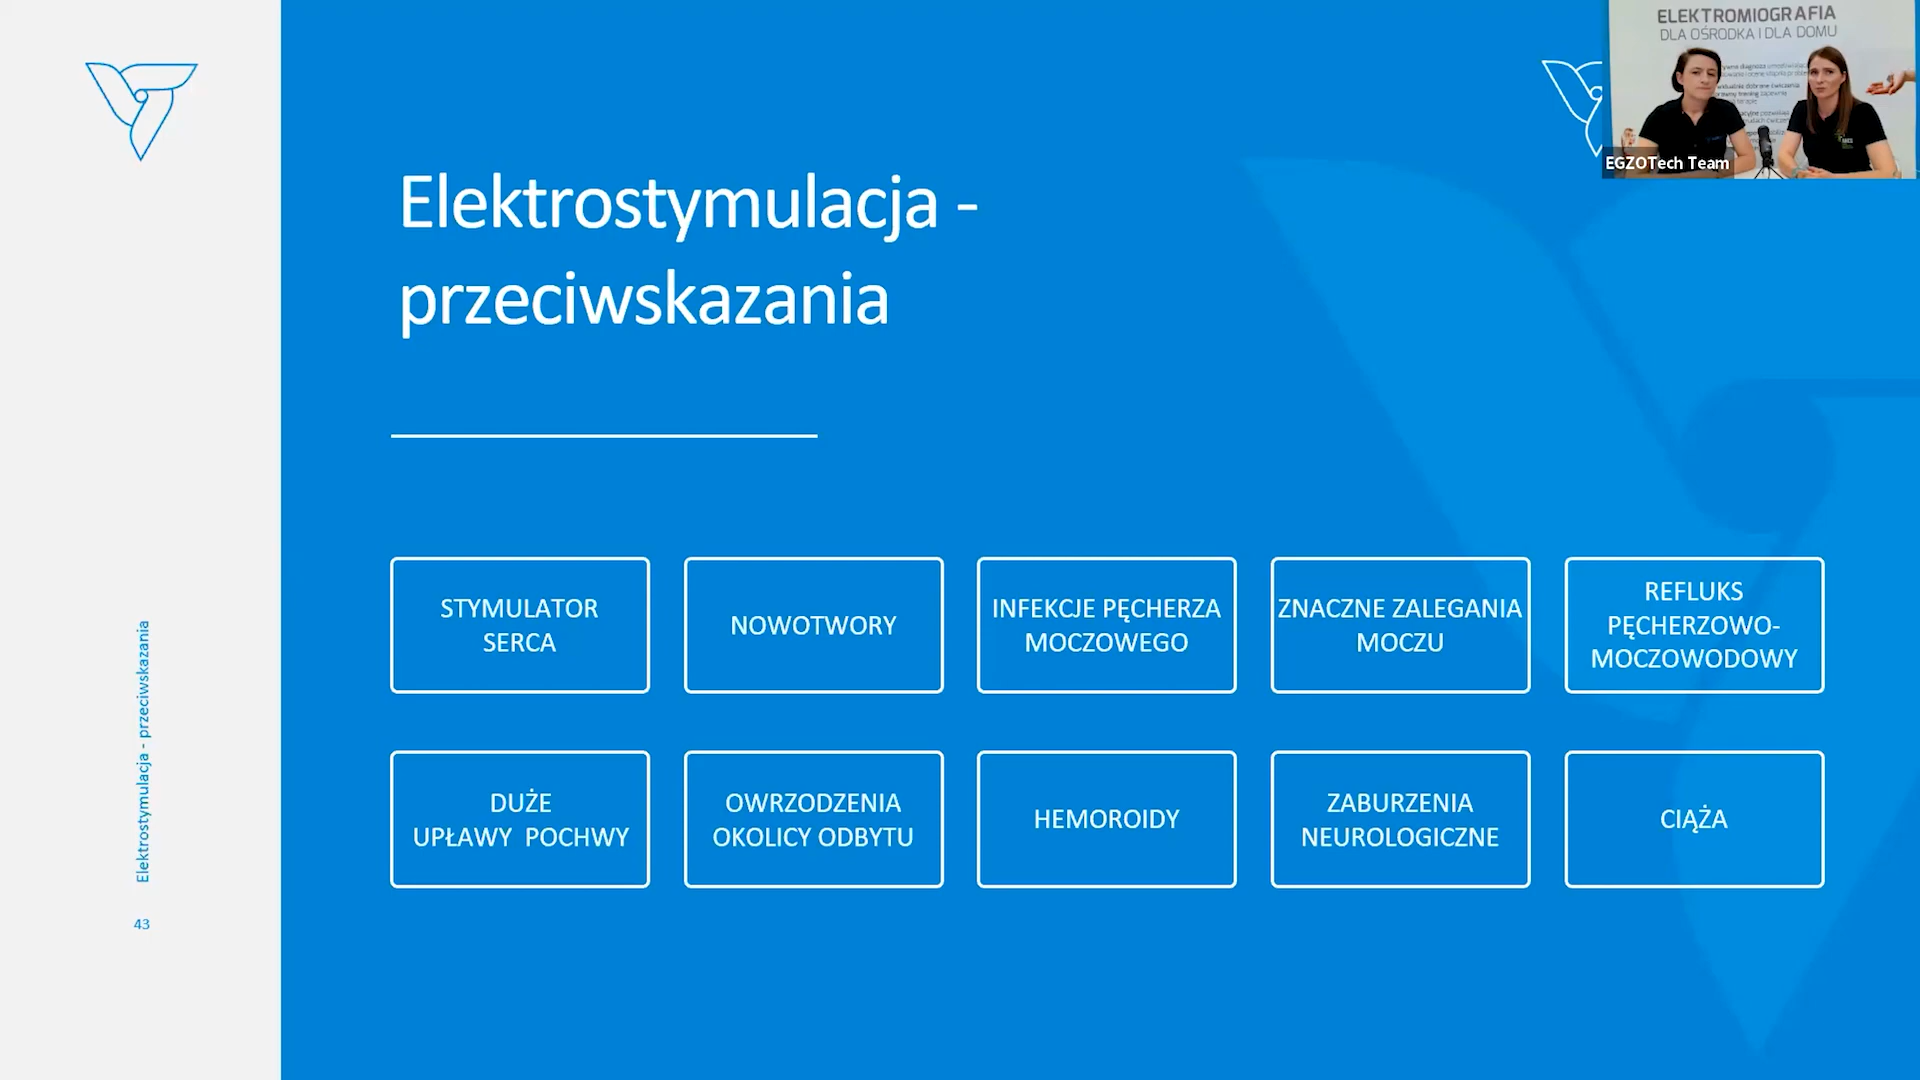 ELEKTROMIOGRAFIA
DLA OŚRODKA I DLA DOMU
EGZOTech Team
Elektrostymulacja -
przeciwskazania
STYMULATOR
SERCA
NOWOTWORY
INFEKCJE PĘCHERZA
MOCZOWEGO
ZNACZNE ZALEGANIA
MOCZU
REFLUKS
PĘCHERZOWO-
MOCZOWODOWY
DUŻE
UPŁAWY POCHWY
OWRZODZENIA
OKOLICY ODBYTU
HEMOROIDY
ZABURZENIA
NEUROLOGICZNE
CIĄŻA
Elektrostymulacja - przeciwskazania
43